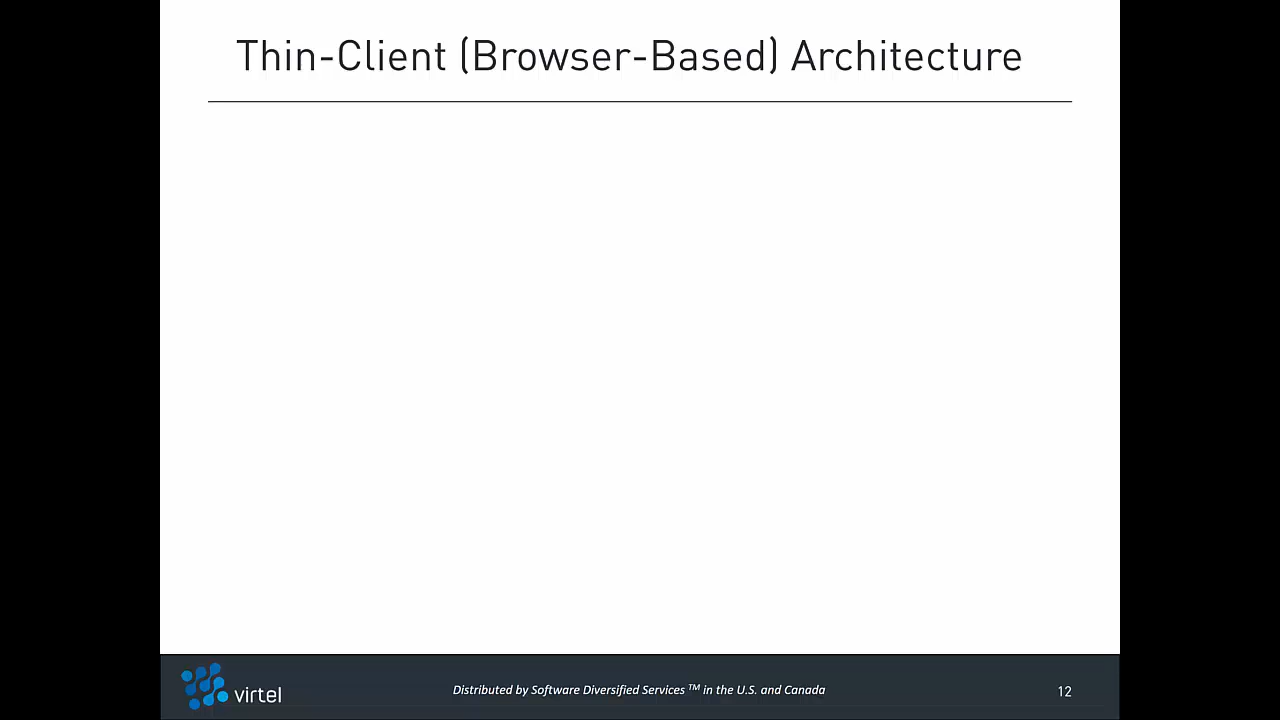 Thin-Client (Browser-Based) Architecture
virtel
Distributed by Software Diversified Services ™ in the U.S. and Canada
12